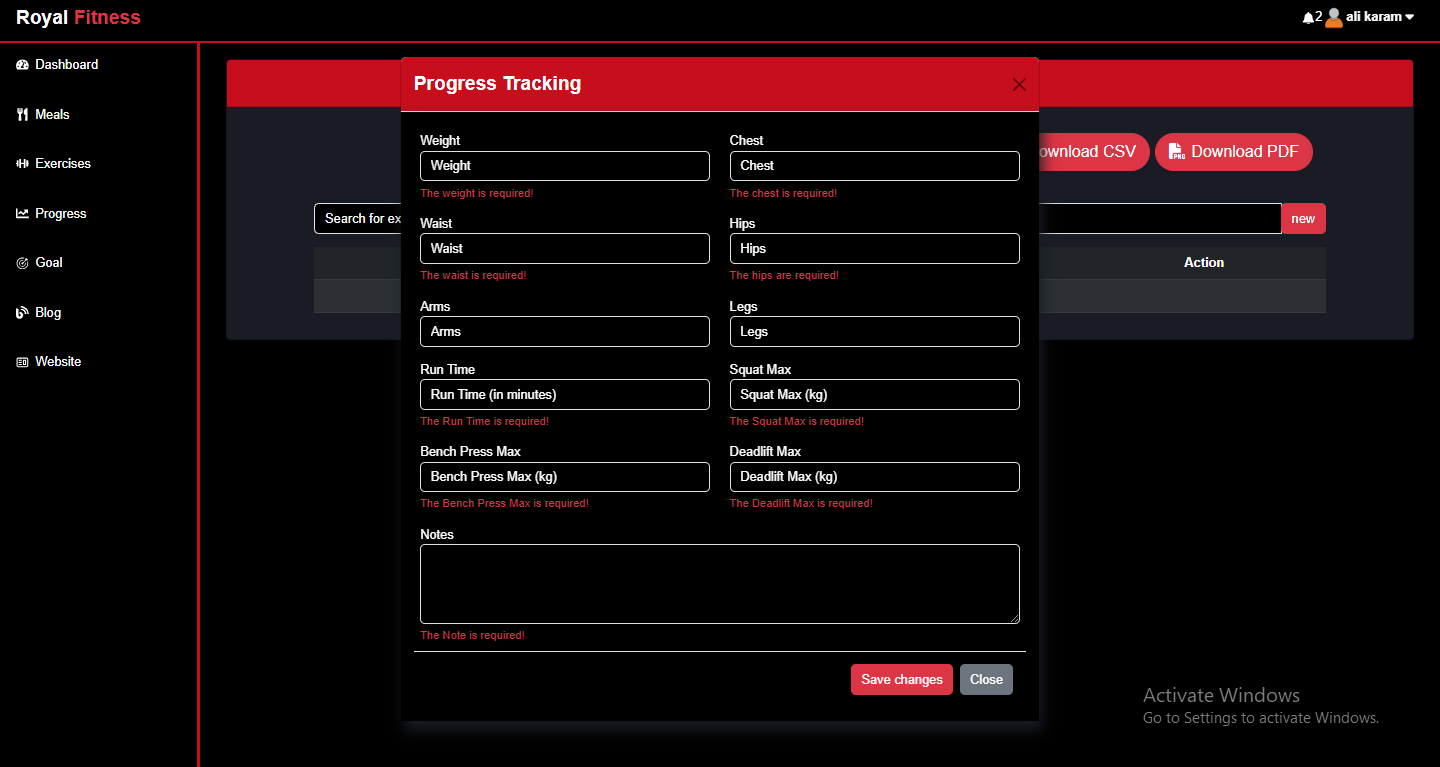 Royal Fitness
2 ali karam
Dashboard
Meals
Exercises
Progress
Goal
Blog
Website
Progress Tracking
ownload CSV
Download PDF
Search for ex
new
Action
Weight
Chest
Weight
Chest
The weight is required!
The chest is required!
Waist
Hips
Waist
Hips
The waist is required!
The hips are required!
Arms
Legs
Arms
Legs
Run Time
Squat Max
Run Time (in minutes)
Squat Max (kg)
The Run Time is required!
The Squat Max is required!
Bench Press Max
Deadlift Max
Bench Press Max (kg)
Deadlift Max (kg)
The Bench Press Max is required!
The Deadlift Max is required!
Notes
The Note is required!
Save changes
Close
Activate Windows
Go to Settings to activate Windows.